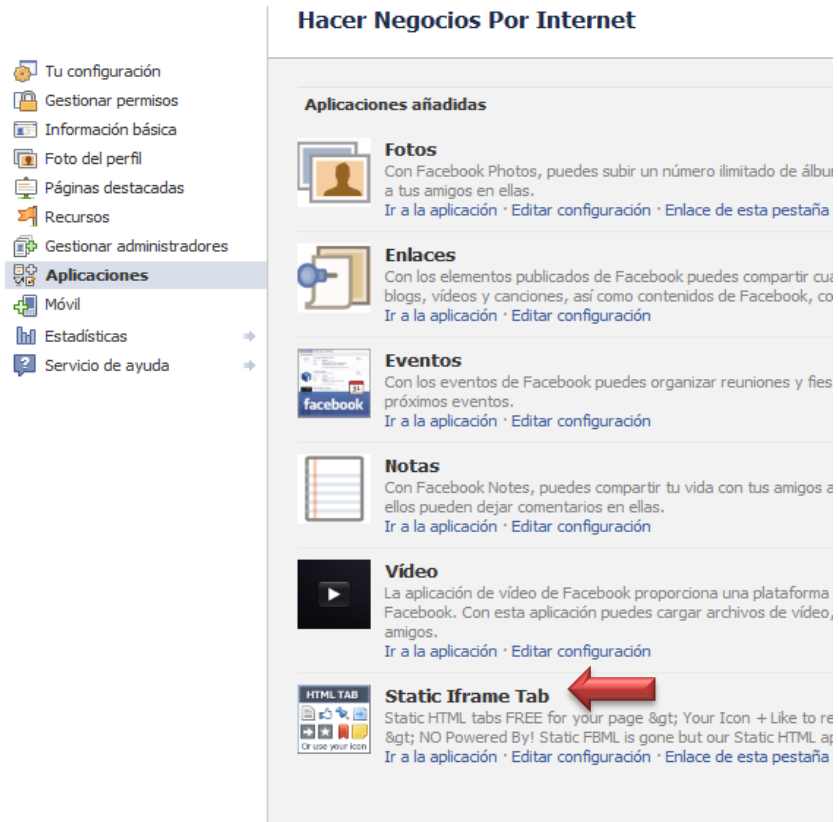 Hacer Negocios Por Internet
Tu configuración
Gestionar permisos
Información básica
Foto del perfil
Páginas destacadas
Recursos
Gestionar administradores
Aplicaciones
Móvil
Estadísticas
Servicio de ayuda
Aplicaciones añadidas
Fotos
Con Facebook Photos, puedes subir un número ilimitado de
a tus amigos en ellas.
Ir a la aplicación · Editar configuración · Enlace de esta pestaña
Enlaces
Con los elementos publicados de Facebook puedes compartir
blogs, vídeos y canciones, así como contenidos de Facebook,
Ir a la aplicación · Editar configuración
facebook
31
Eventos
Con los eventos de Facebook puedes organizar reuniones y
próximos eventos.
Ir a la aplicación · Editar configuración
Notas
Con Facebook Notes, puedes compartir tu vida con tus amigos
ellos pueden dejar comentarios en ellas.
Ir a la aplicación · Editar configuración
Vídeo
La aplicación de vídeo de Facebook proporciona una plataforma
Facebook. Con esta aplicación puedes cargar archivos de vídeo,
amigos.
Ir a la aplicación · Editar configuración
HTML TAB
Or use your icon
Static Iframe Tab
Static HTML tabs FREE for your page &gt; Your Icon + Like to
&gt; NO Powered By! Static FBML is gone but our Static HTML
Ir a la aplicación · Editar configuración · Enlace de esta pestaña